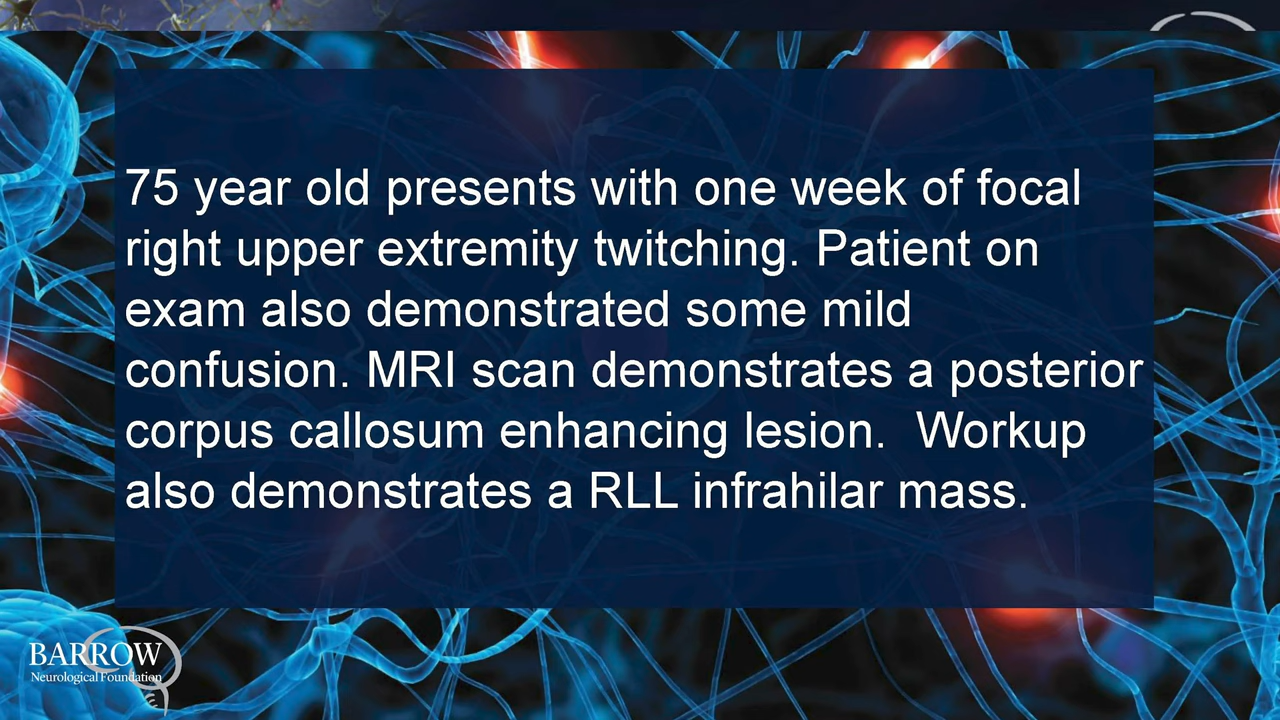 75 year old presents with one week of focal
right upper extremity twitching. Patient on
exam also demonstrated some mild
confusion. MRI scan demonstrates a posterior
corpus callosum enhancing lesion.  Workup
also demonstrates a RLL infrahilar mass.
BARROW
Neurological Foundation